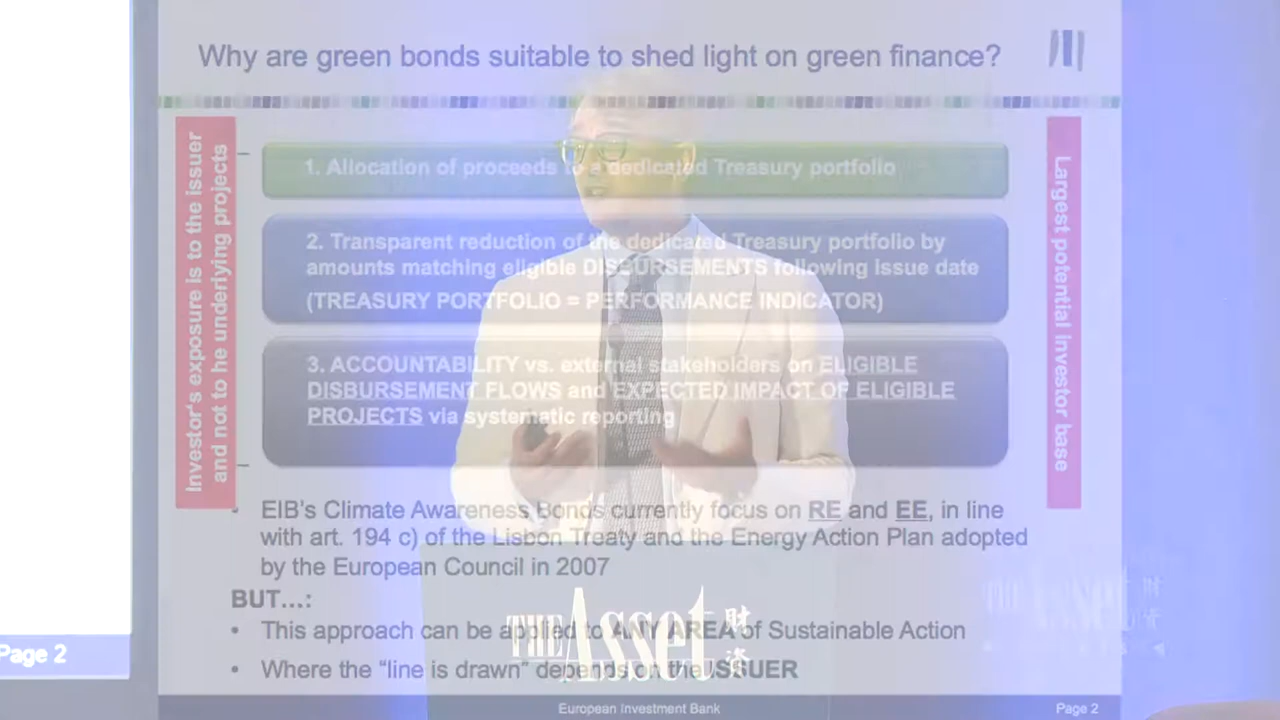 Why are green bonds suitable to shed light on green finance?
Investor's exposure is to the issuer
and not to he underlying projects
1. Allocation of proceeds to a dedicated Treasury portfolio
2. Transparent reduction of the dedicated Treasury portfolio by
amounts matching eligible DISBURSEMENTS following issue date
(TREASURY PORTFOLIO = PERFORMANCE INDICATOR)
3. ACCOUNTABILITY vs. external stakeholders on ELIGIBLE
DISBURSEMENT FLOWS and EXPECTED IMPACT OF ELIGIBLE
PROJECTS via systematic reporting
Largest potential investor base
• EIB's Climate Awareness Bonds currently focus on RE and EE, in line
with art. 194 c) of the Lisbon Treaty and the Energy Action Plan adopted
by the European Council in 2007
BUT…:
• This approach can be applied to ANY AREA of Sustainable Action
• Where the “line is drawn” depends on the ISSUER
THE Asset 財資
THE Asset 財資
Page 2
European Investment Bank
Page 2